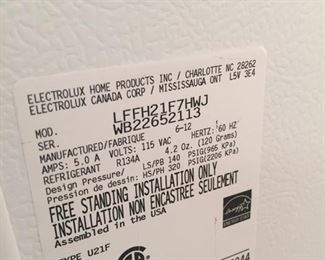 ELECTROLUX HOME PRODUCTS INC / CHARLOTTE NC 28262
ELECTROLUX CANADA CORP / MISSISSAUGA ONT L5V 3E4
MOD. LFFH21F7HWJ
SER. WB22652113
MANUFACTURED/FABRIQUE 6-12
AMPS: 5.0 A VOLTS: 115 VAC HERTZ: 60 HZ
REFRIGERANT R134A 4.2 Oz. (120 Grams)
Design Pressure/ LS/PB 140 PSIG(965 KPa)
Pression de dessin: HS/PH 320 PSIG(2206 KPa)
FREE STANDING INSTALLATION ONLY
INSTALLATION NON ENCASTREE SEULEMENT
Assembled in the USA
TYPE U21F
ENERGY STAR